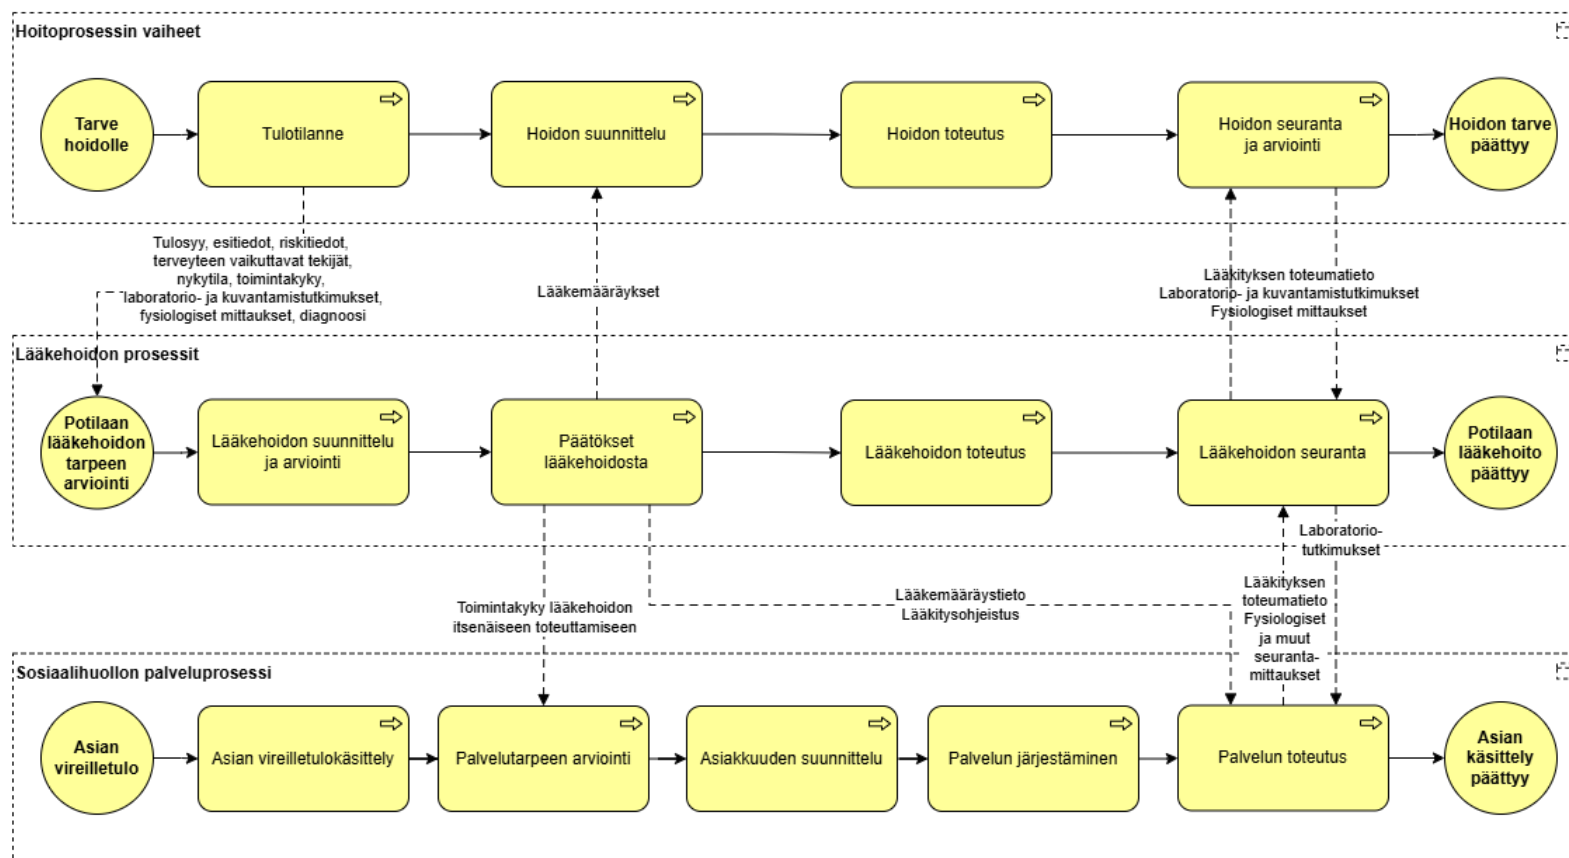 Hoitoprosessin vaiheet
Tarve
hoidolle
Tulotilanne
Hoidon suunnittelu
Hoidon toteutus
Hoidon seuranta
ja arviointi
Hoidon tarve
päättyy
Tulosyy, esitiedot, riskitiedot,
terveyteen vaikuttavat tekijät,
nykytila, toimintakyky,
laboratorio- ja kuvantamistutkimukset,
fysiologiset mittaukset, diagnoosi
Lääkemääräykset
Lääkityksen toteumatieto
Laboratorio- ja kuvantamistutkimukset
Fysiologiset mittaukset
Lääkehoidon prosessit
Potilaan
lääkehoidon
tarpeen
arviointi
Lääkehoidon suunnittelu
ja arviointi
Päätökset
lääkehoidosta
Lääkehoidon toteutus
Lääkehoidon seuranta
Potilaan
lääkehoito
päättyy
Laboratorio-
tutkimukset
Toimintakyky lääkehoidon
itsenäiseen toteuttamiseen
Lääkemääräystieto
Lääkitysohjeistus
Lääkityksen
toteumatieto
Fysiologiset
ja muut
seuranta-
mittaukset
Sosiaalihuollon palveluprosessi
Asian
vireilletulo
Asian vireilletulokäsittely
Palvelutarpeen arviointi
Asiakkuuden suunnittelu
Palvelun järjestäminen
Palvelun toteutus
Asian
käsittely
päättyy